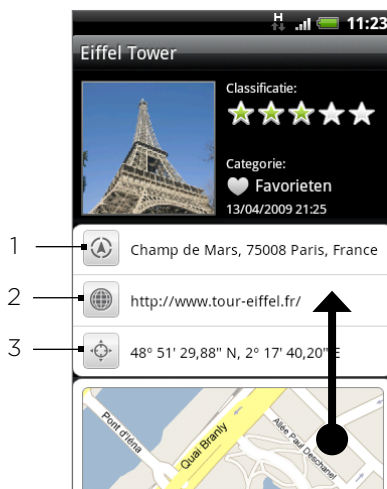 H 11:23
Eiffel Tower
Classificatie:
Categorie:
Favorieten
13/04/2009 21:25
1 Champ de Mars, 75008 Paris, France
2 http://www.tour-eiffel.fr/
3 48° 51' 29,88" N, 2° 17' 40,20" E
Pont d'Iéna
Quai Branly
Allée Paul Deschanel